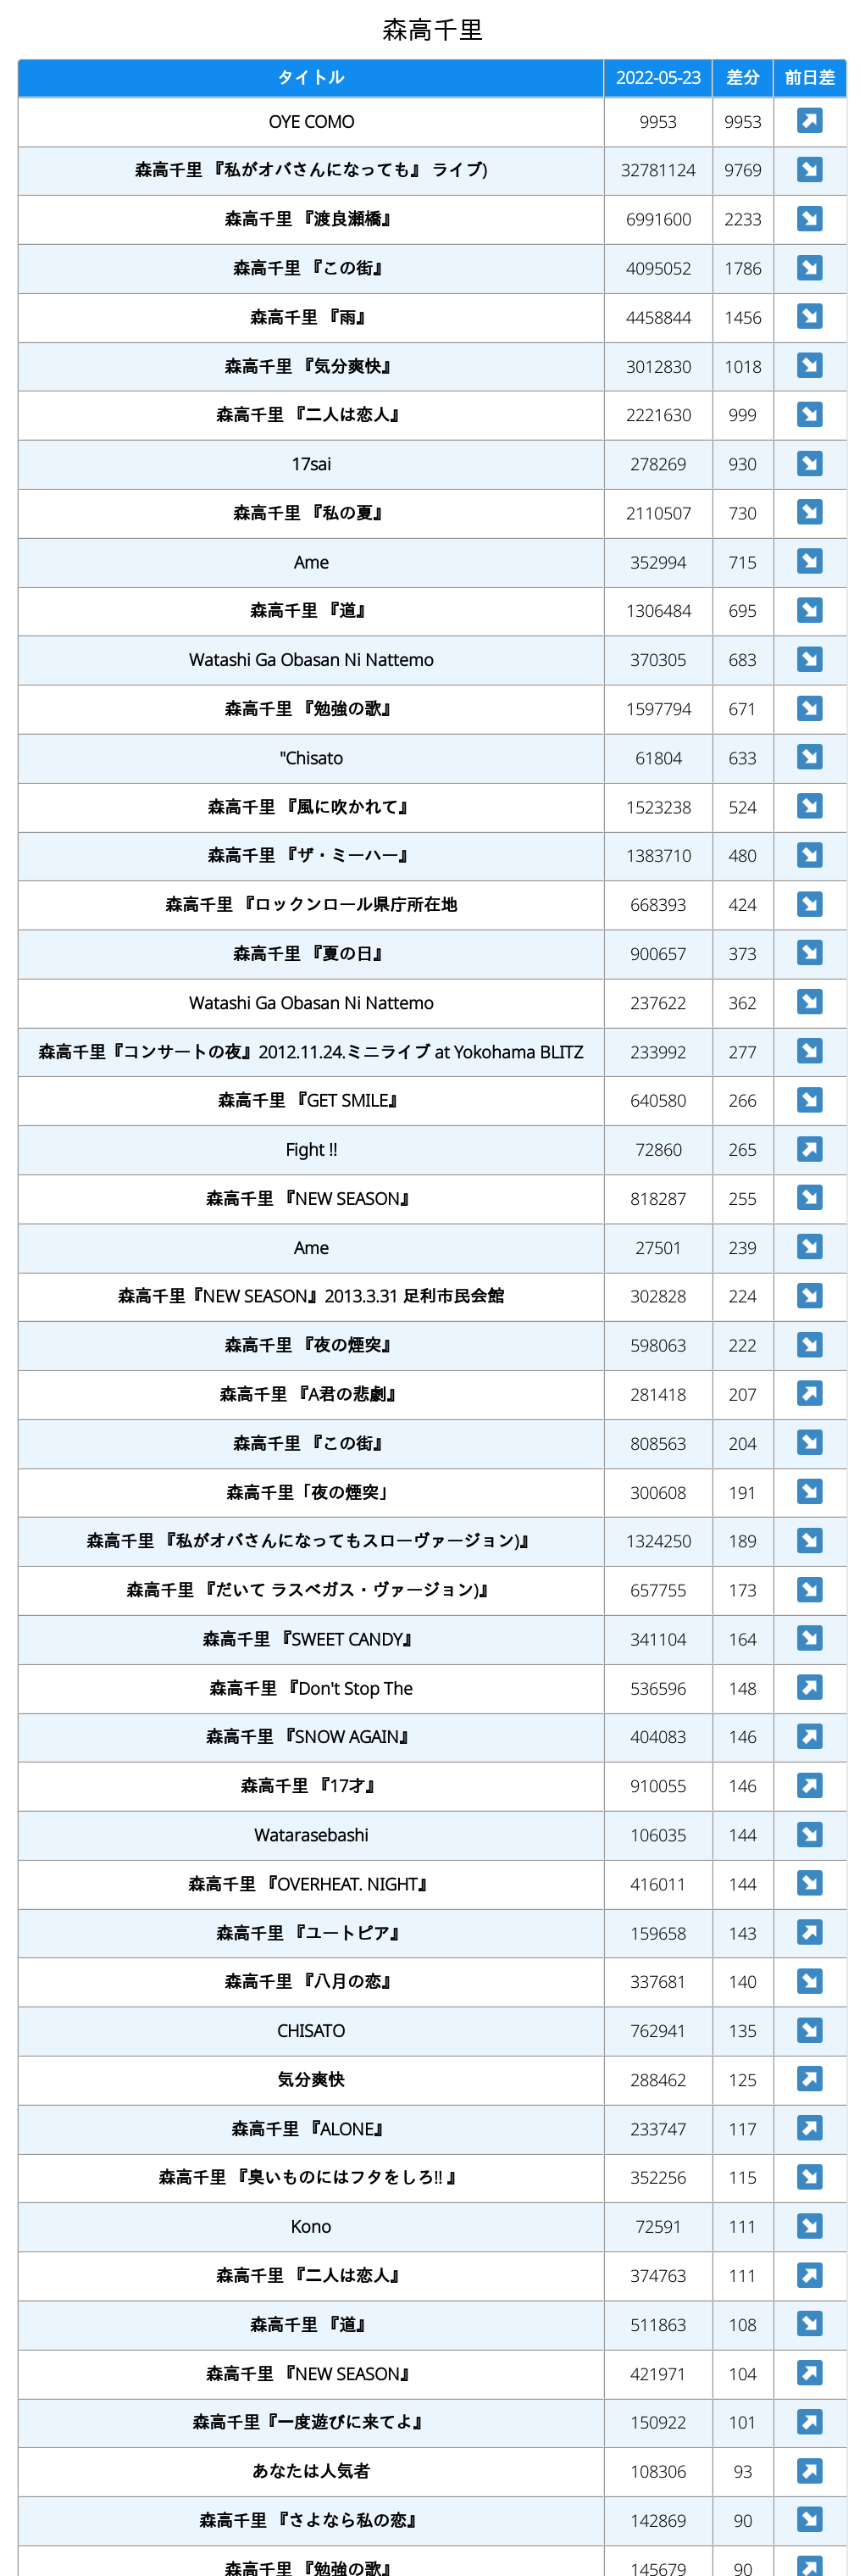 森高千里
タイトル 2022-05-23 差分 前日差
OYE COMO 9953 9953
森高千里 『私がオバさんになっても』 ライブ) 32781124 9769
森高千里 『渡良瀬橋』 6991600 2233
森高千里 『この街』 4095052 1786
森高千里 『雨』 4458844 1456
森高千里 『気分爽快』 3012830 1018
森高千里 『二人は恋人』 2221630 999
17sai 278269 930
森高千里 『私の夏』 2110507 730
Ame 352994 715
森高千里 『道』 1306484 695
Watashi Ga Obasan Ni Nattemo 370305 683
森高千里 『勉強の歌』 1597794 671
"Chisato 61804 633
森高千里 『風に吹かれて』 1523238 524
森高千里 『ザ・ミーハー』 1383710 480
森高千里 『ロックンロール県庁所在地 668393 424
森高千里 『夏の日』 900657 373
Watashi Ga Obasan Ni Nattemo 237622 362
森高千里『コンサートの夜』2012.11.24.ミニライブ at Yokohama BLITZ 233992 277
森高千里 『GET SMILE』 640580 266
Fight !! 72860 265
森高千里 『NEW SEASON』 818287 255
Ame 27501 239
森高千里『NEW SEASON』2013.3.31 足利市民会館 302828 224
森高千里 『夜の煙突』 598063 222
森高千里 『A君の悲劇』 281418 207
森高千里 『この街』 808563 204
森高千里「夜の煙突」 300608 191
森高千里 『私がオバさんになってもスローヴァージョン)』 1324250 189
森高千里 『だいて ラスベガス・ヴァージョン)』 657755 173
森高千里 『SWEET CANDY』 341104 164
森高千里 『Don't Stop The 536596 148
森高千里 『SNOW AGAIN』 404083 146
森高千里 『17才』 910055 146
Watarasebashi 106035 144
森高千里 『OVERHEAT. NIGHT』 416011 144
森高千里 『ユートピア』 159658 143
森高千里 『八月の恋』 337681 140
CHISATO 762941 135
気分爽快 288462 125
森高千里 『ALONE』 233747 117
森高千里 『臭いものにはフタをしろ!! 』 352256 115
Kono 72591 111
森高千里 『二人は恋人』 374763 111
森高千里 『道』 511863 108
森高千里 『NEW SEASON』 421971 104
森高千里『一度遊びに来てよ』 150922 101
あなたは人気者 108306 93
森高千里 『さよなら私の恋』 142869 90
森高千里 『勉強の歌』 145679 90